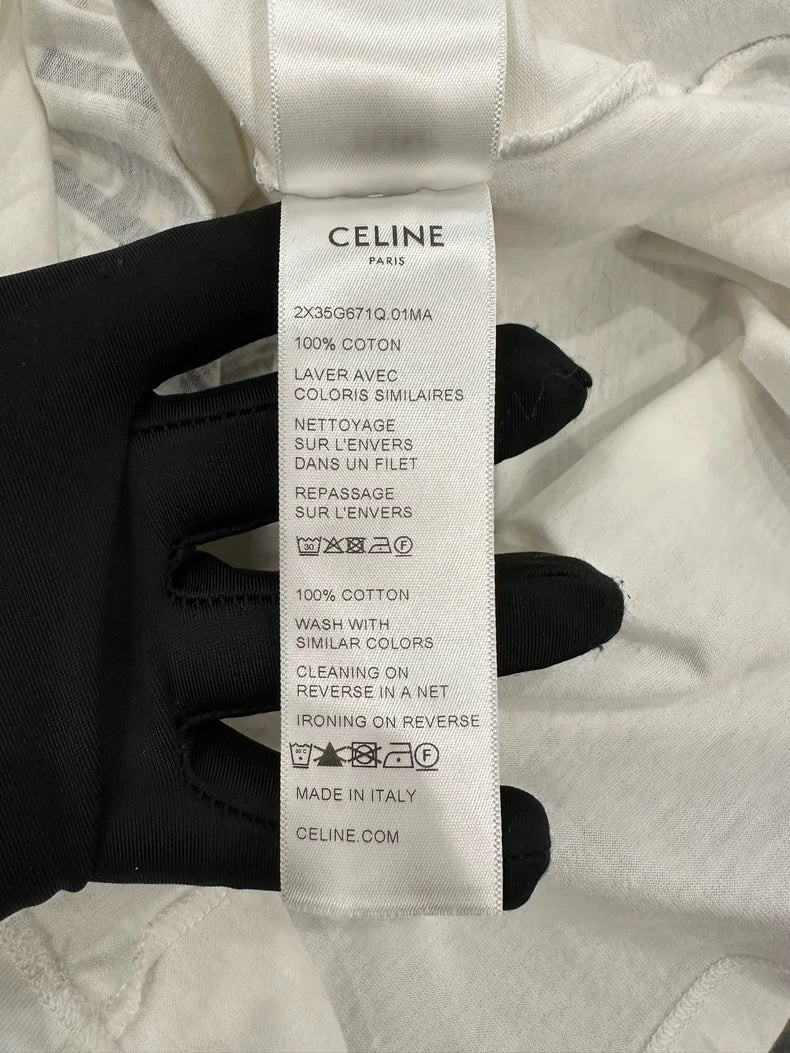 CELINE
PARIS
2X35G671Q.01MA
100% COTON
LAVER AVEC
COLORIS SIMILAIRES
NETTOYAGE
SUR L'ENVERS
DANS UN FILET
REPASSAGE
SUR L'ENVERS
30 F
100% COTTON
WASH WITH
SIMILAR COLORS
CLEANING ON
REVERSE IN A NET
IRONING ON REVERSE
F
MADE IN ITALY
CELINE.COM